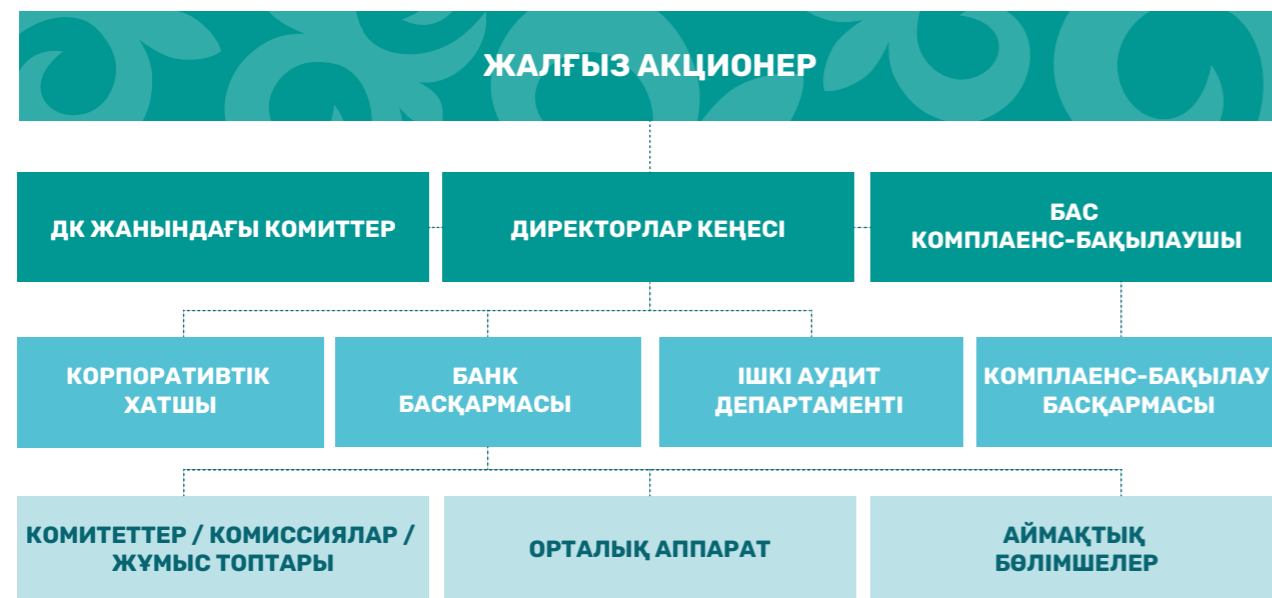 ЖАЛҒЫЗ АКЦИОНЕР
ДК ЖАНЫНДАҒЫ КОМИТТЕР
ДИРЕКТОРЛАР КЕҢЕСІ
БАС
КОМПЛАЕНС-БАҚЫЛАУШЫ
КОРПОРАТИВТІК
ХАТШЫ
БАНК
БАСҚАРМАСЫ
ІШКІ АУДИТ
ДЕПАРТАМЕНТІ
КОМПЛАЕНС-БАҚЫЛАУ
БАСҚАРМАСЫ
КОМИТЕТТЕР / КОМИССИЯЛАР /
ЖҰМЫС ТОПТАРЫ
ОРТАЛЫҚ АППАРАТ
АЙМАҚТЫҚ
БӨЛІМШЕЛЕР